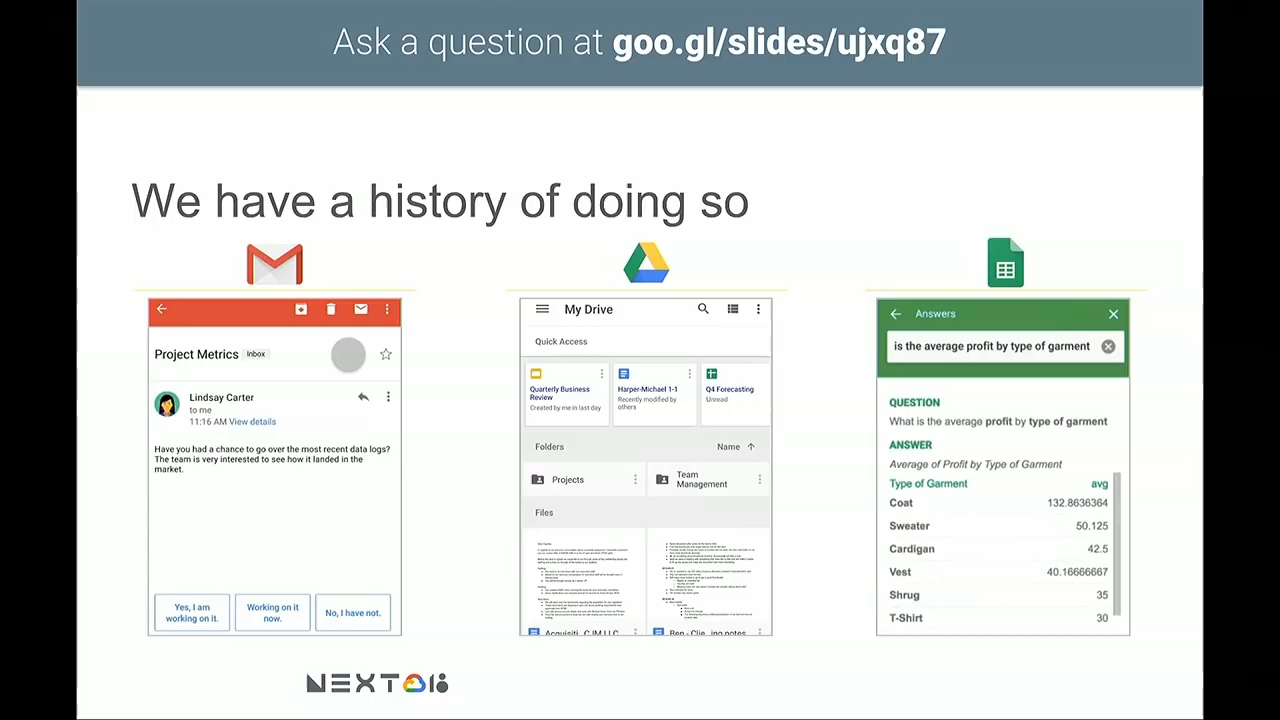 Ask a question at goo.gl/slides/ujxq87
We have a history of doing so
Project Metrics Inbox
Lindsay Carter
to me
11:16 AM View details
Have you had a chance to go over the most recent data logs?
The team is very interested to see how it landed in the
market.
Yes, I am
working on it.
Working on it
now.
No, I have not.
My Drive
Quick Access
Quarterly Business
Review
Created by me in last day
Harper-Michael 1-1
Recently modified by
others
Q4 Forecasting
Unread
Folders
Name
Projects
Team
Management
Files
Answers
is the average profit by type of garment
QUESTION
What is the average profit by type of garment
ANSWER
Average of Profit by Type of Garment
Type of Garment avg
Coat 132.8636364
Sweater 50.125
Cardigan 42.5
Vest 40.16666667
Shrug 35
T-Shirt 30
NEXT18